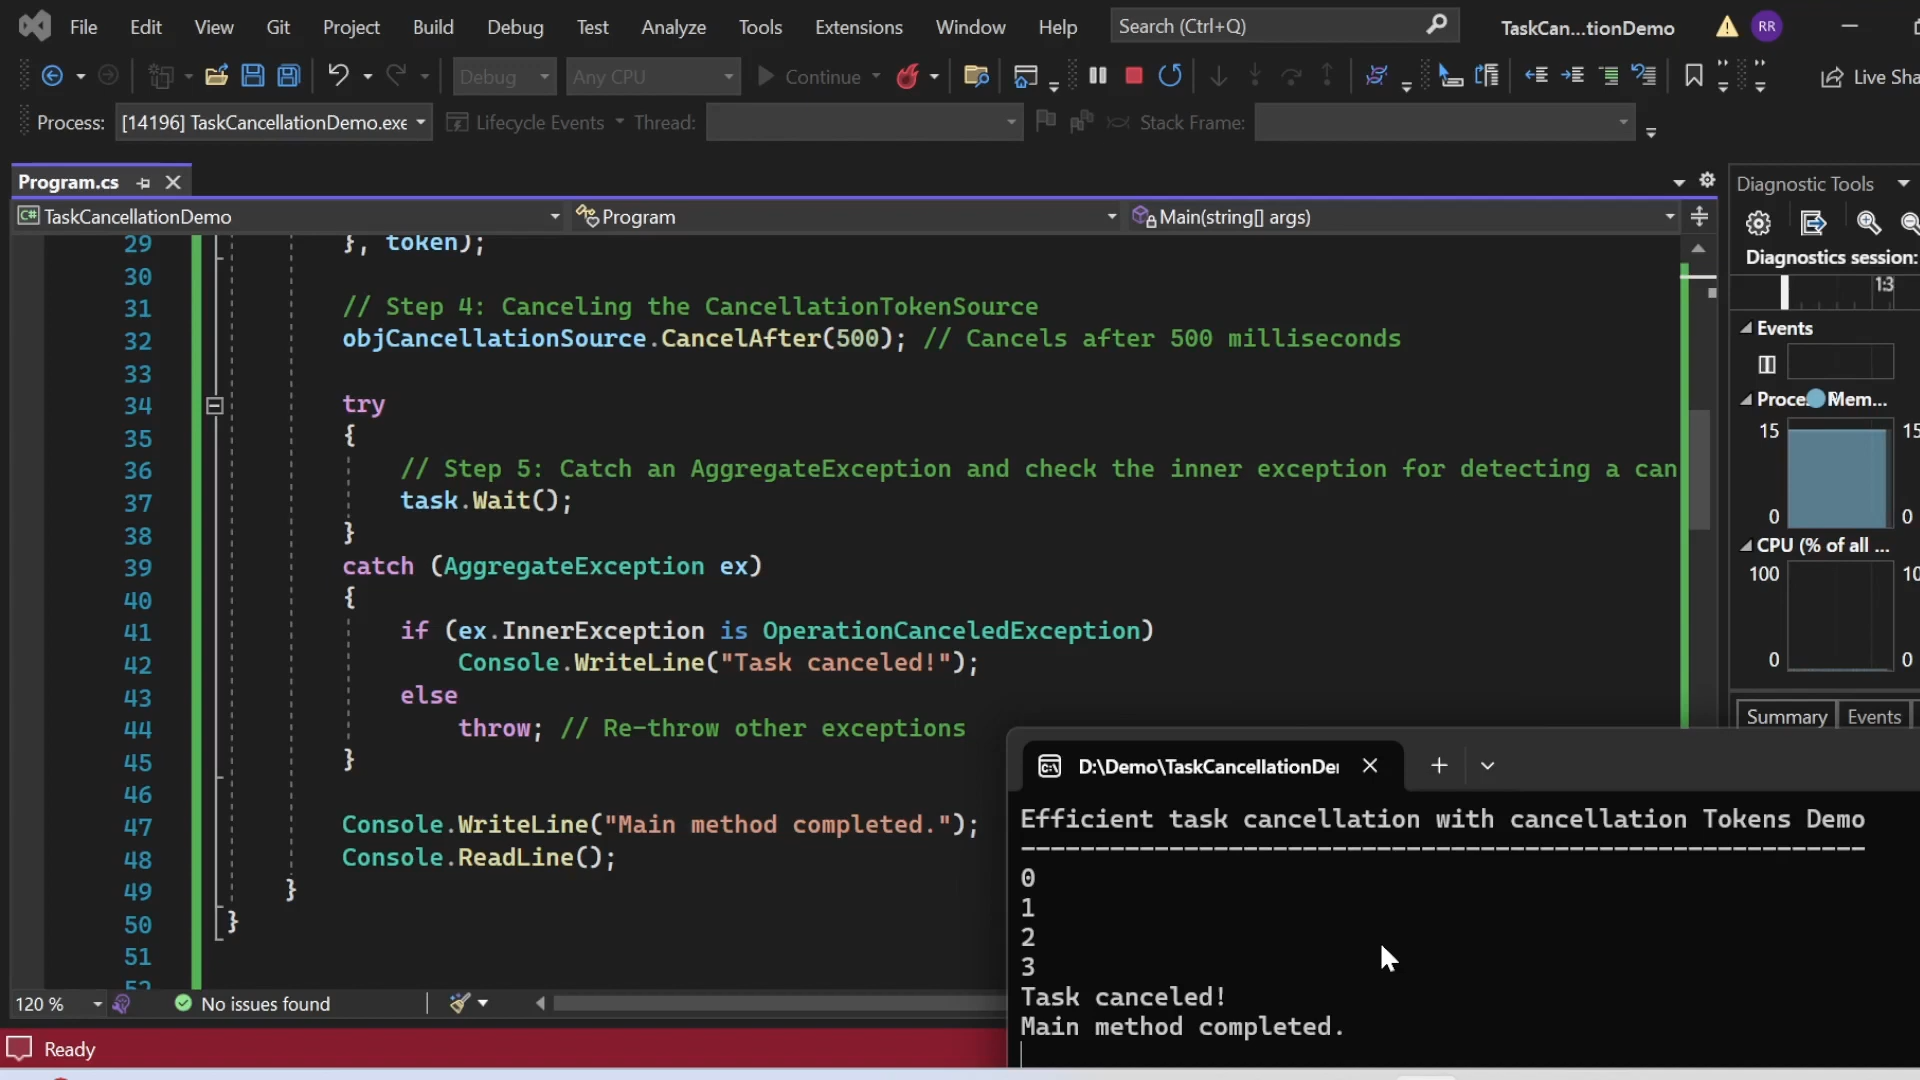 File Edit View Git Project Build Debug Test Analyze Tools Extensions Window Help Search (Ctrl+Q) TaskCan...tionDemo RR
Debug Any CPU Continue Live Sha
Process: [14196] TaskCancellationDemo.exe Lifecycle Events Thread: Stack Frame:
Program.cs
TaskCancellationDemo Program Main(string[] args)
29 }, token);
30
31 // Step 4: Canceling the CancellationTokenSource
32 objCancellationSource.CancelAfter(500); // Cancels after 500 milliseconds
33
34 try
35 {
36 // Step 5: Catch an AggregateException and check the inner exception for detecting a can
37 task.Wait();
38 }
39 catch (AggregateException ex)
40 {
41 if (ex.InnerException is OperationCanceledException)
42 Console.WriteLine("Task canceled!");
43 else
44 throw; // Re-throw other exceptions
45 }
46
47 Console.WriteLine("Main method completed.");
48 Console.ReadLine();
49 }
50 }
51
52
120 % No issues found
Ready
Diagnostic Tools
Diagnostics session:
1:3
Events
Proce... Mem...
15 15
0 0
CPU (% of all ...
100 10
0 0
Summary Events
D:\Demo\TaskCancellationDe
Efficient task cancellation with cancellation Tokens Demo
---------------------------------------------------------
0
1
2
3
Task canceled!
Main method completed.